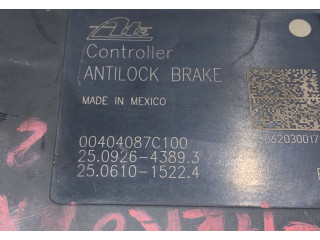 Ate
Controller
ANTILOCK BRAKE
MADE IN MEXICO
00404087C100
25.0926-4389.3
25.0610-1522.4